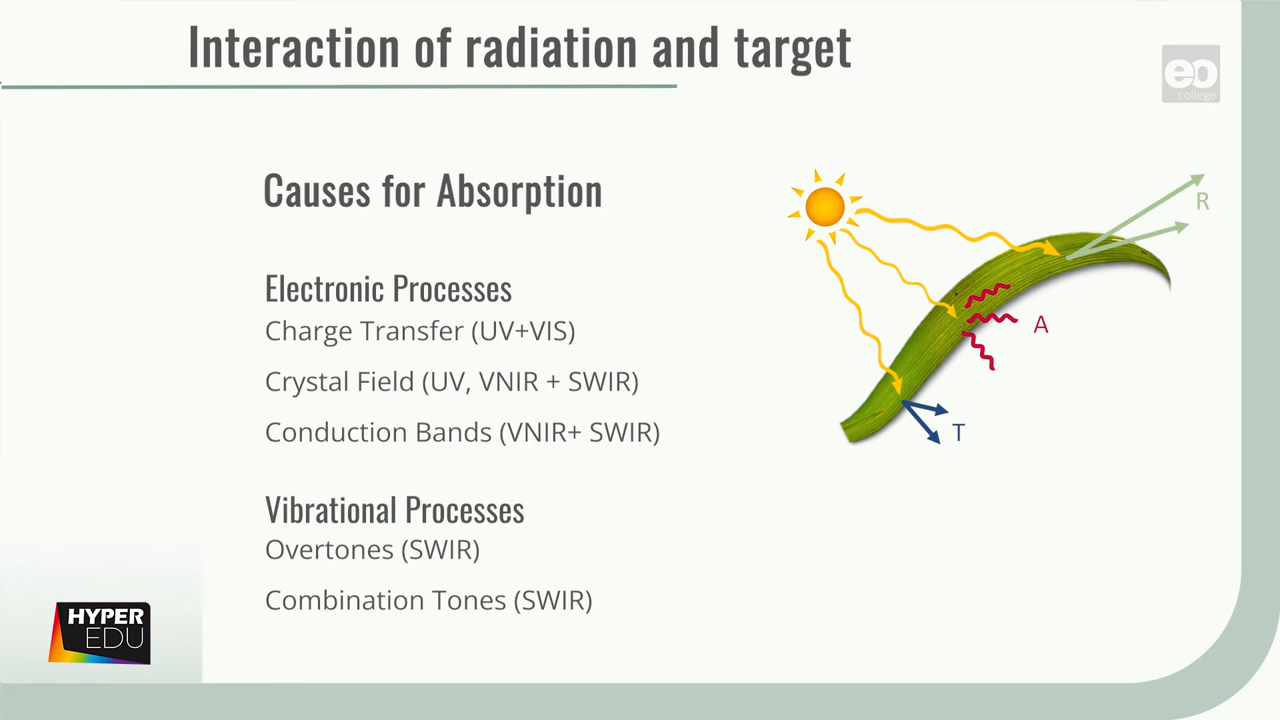 Interaction of radiation and target
eo
college
Causes for Absorption
Electronic Processes
Charge Transfer (UV+VIS)
Crystal Field (UV, VNIR + SWIR)
Conduction Bands (VNIR+ SWIR)
Vibrational Processes
Overtones (SWIR)
Combination Tones (SWIR)
R
A
T
HYPER
EDU